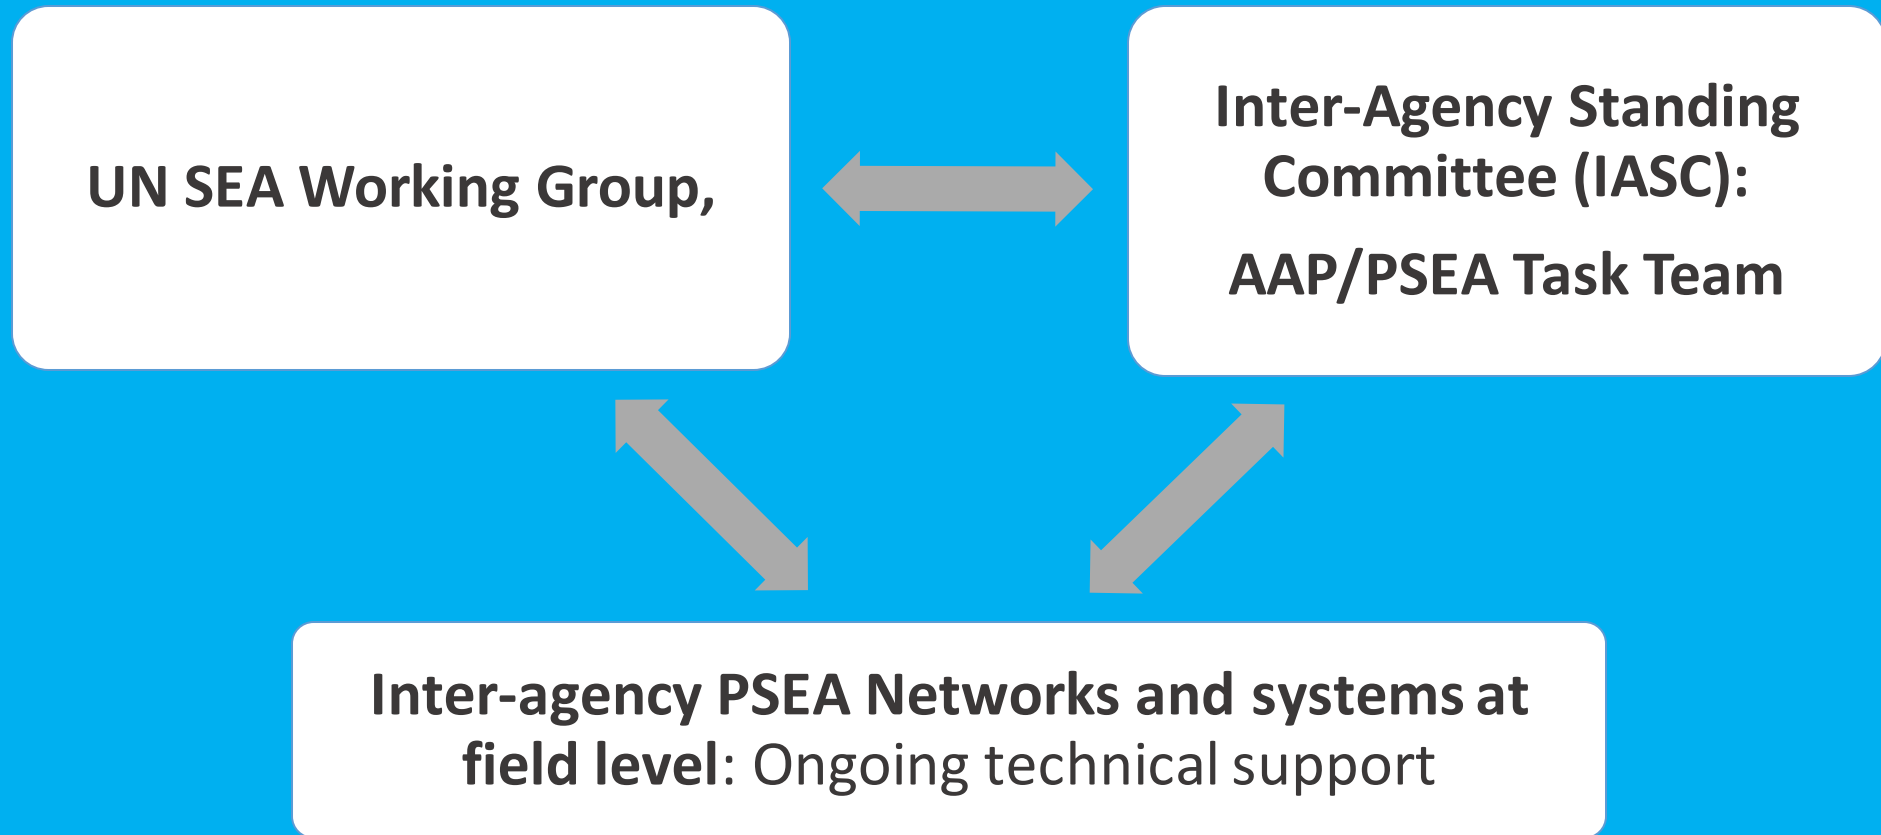 UN SEA Working Group,
Inter-Agency Standing
Committee (IASC):
AAP/PSEA Task Team
Inter-agency PSEA Networks and systems at
field level: Ongoing technical support